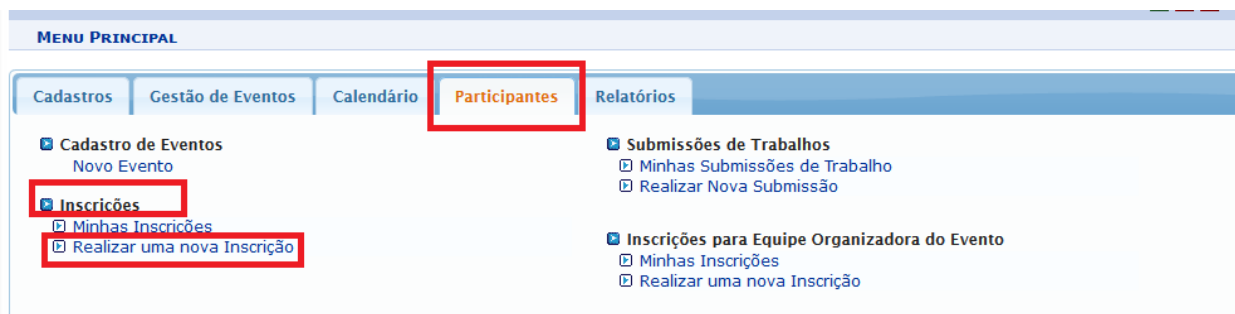 MENU PRINCIPAL
Cadastros Gestão de Eventos Calendário Participantes Relatórios
Cadastro de Eventos
Novo Evento
Inscrições
Minhas Inscrições
Realizar uma nova Inscrição
Submissões de Trabalhos
Minhas Submissões de Trabalho
Realizar Nova Submissão
Inscrições para Equipe Organizadora do Evento
Minhas Inscrições
Realizar uma nova Inscrição